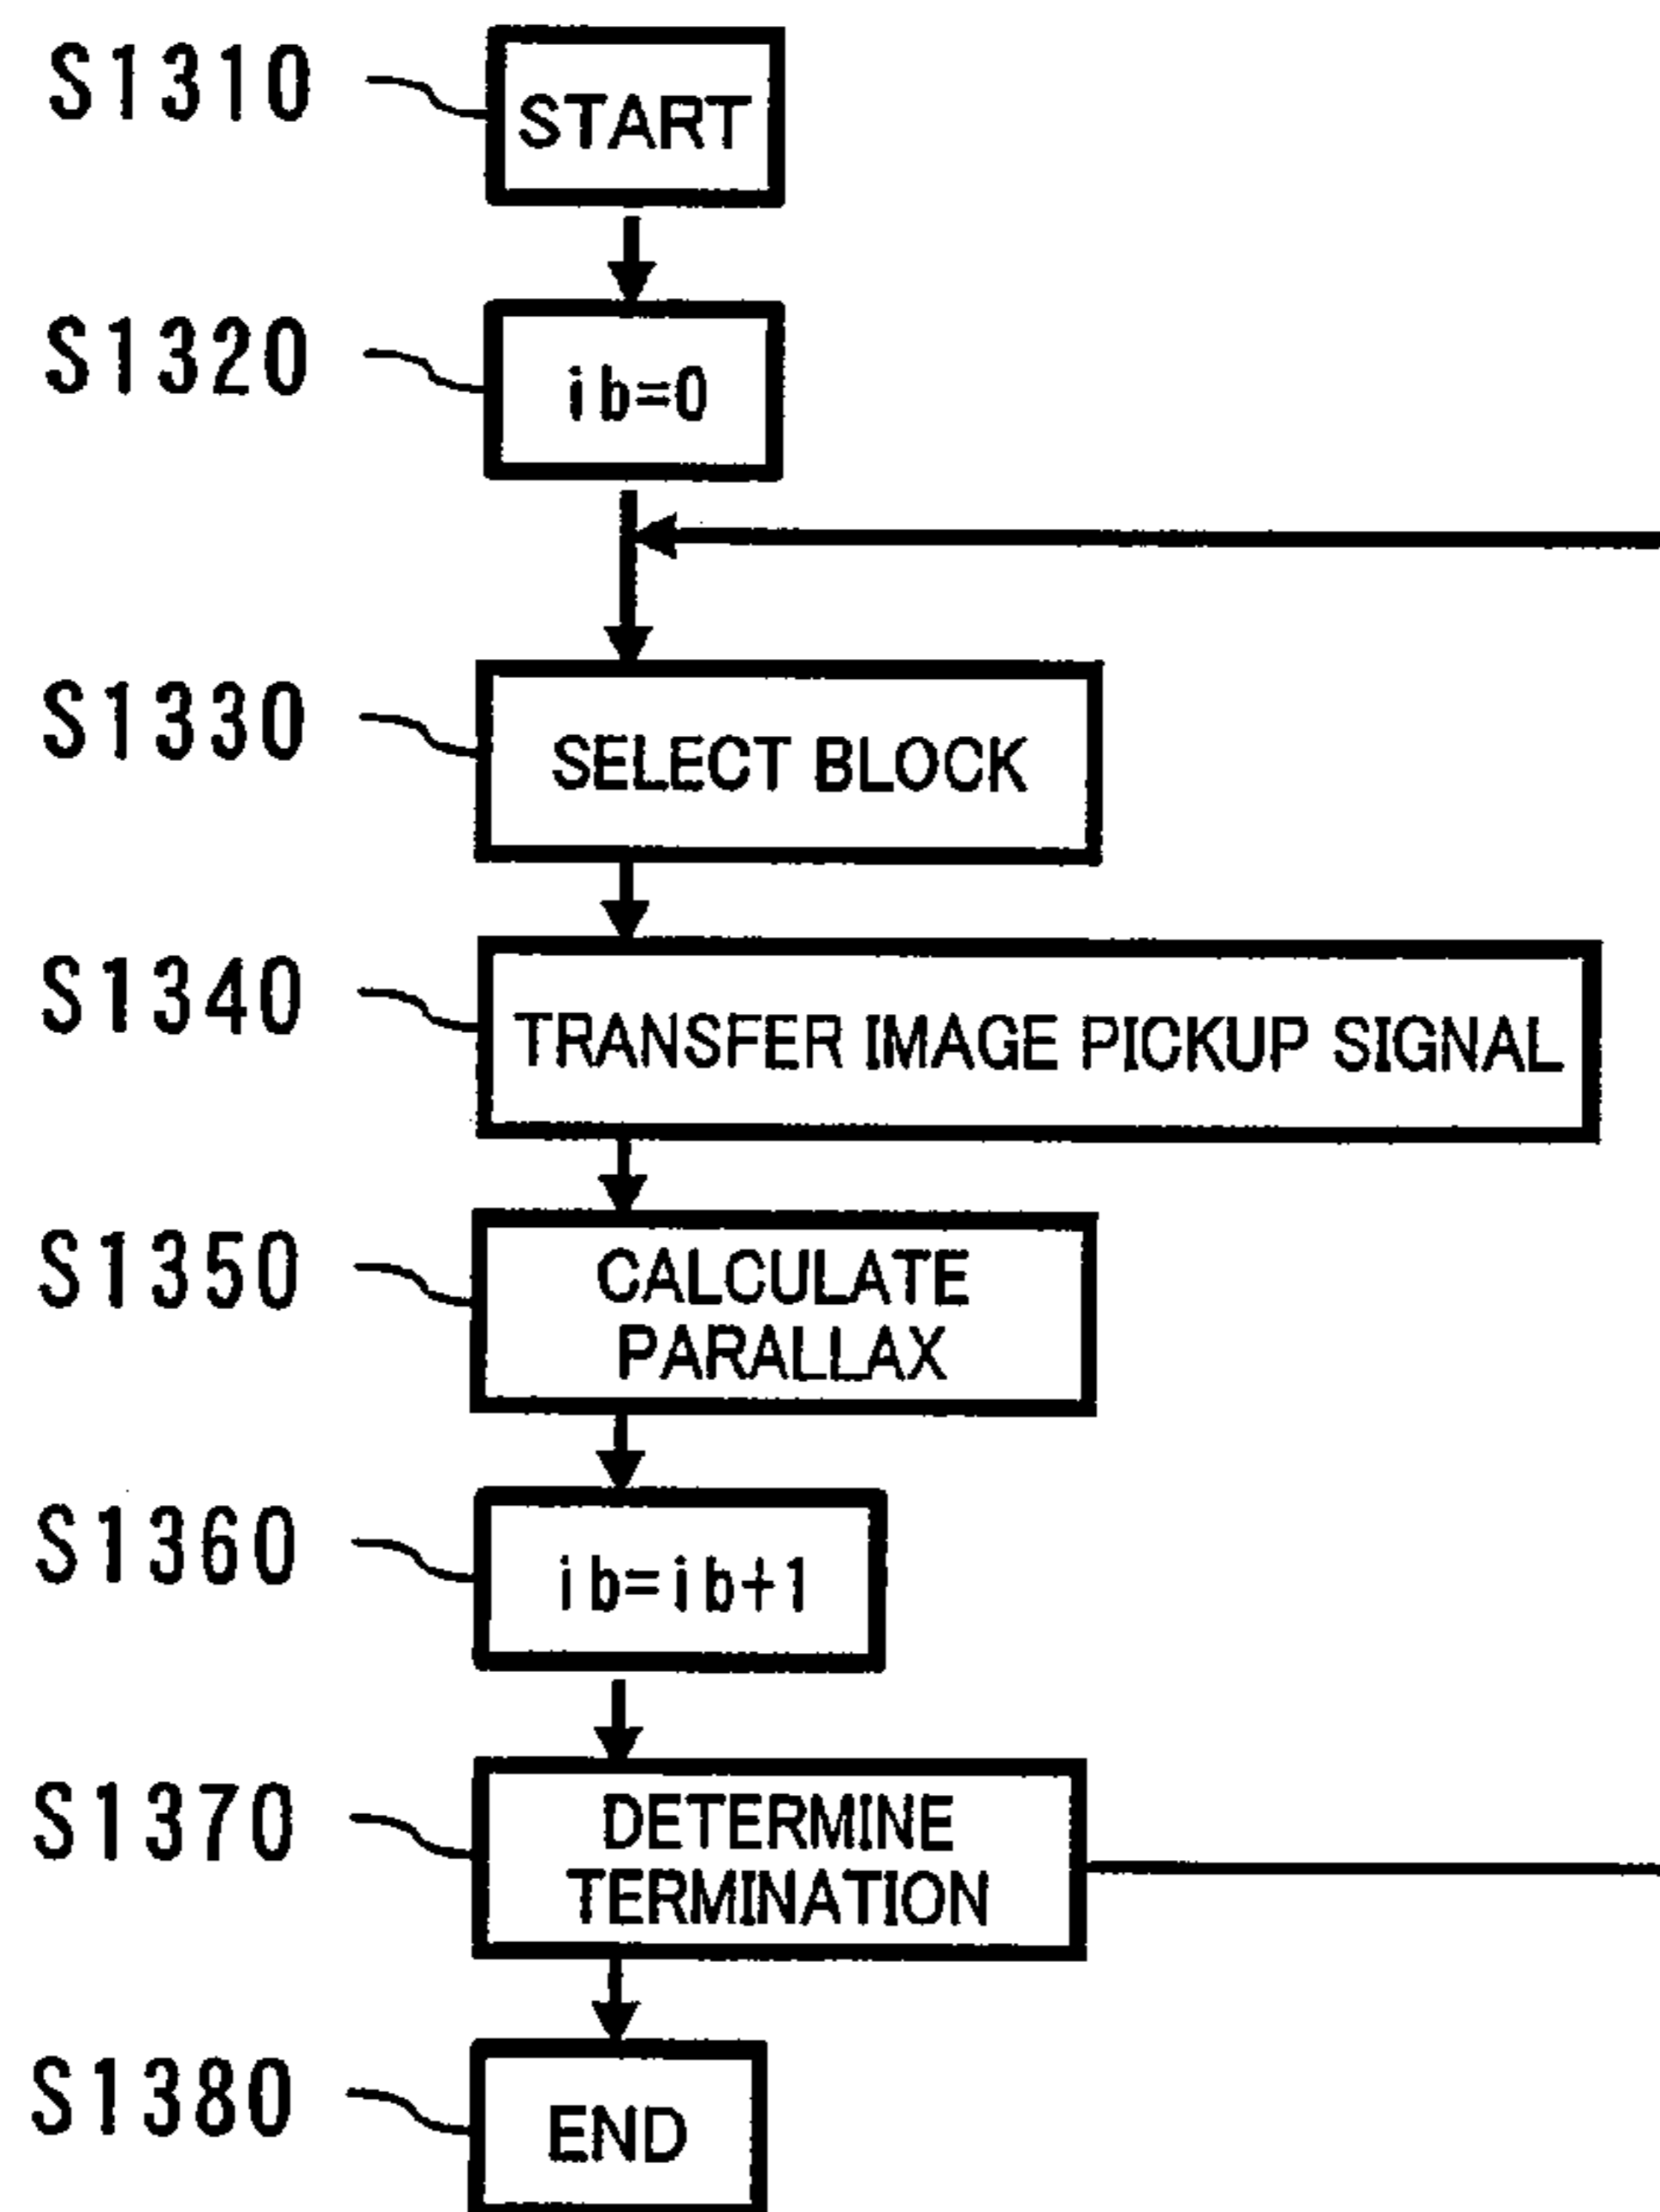 S1310
START
S1320
ib=0
S1330
SELECT BLOCK
S1340
TRANSFER IMAGE PICKUP SIGNAL
S1350
CALCULATE
PARALLAX
S1360
ib=ib+1
S1370
DETERMINE
TERMINATION
S1380
END